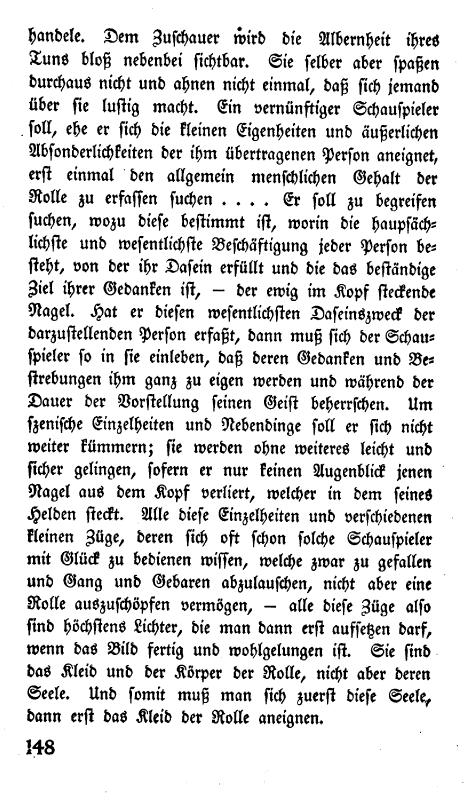 handele. Dem Zuschauer wird die Albernheit ihres
Tuns bloß nebenbei sichtbar. Sie selber aber spaßen
durchaus nicht und ahnen nicht einmal, daß sich jemand
über sie lustig macht. Ein vernünftiger Schauspieler
soll, ehe er sich die kleinen Eigenheiten und äußerlichen
Absonderlichkeiten der ihm übertragenen Person aneignet,
erst einmal den allgemein menschlichen Gehalt der
Rolle zu erfassen suchen . . . . Er soll zu begreifen
suchen, wozu diese bestimmt ist, worin die haupsäch-
lichste und wesentlichste Beschäftigung jeder Person be-
steht, von der ihr Dasein erfüllt und die das beständige
Ziel ihrer Gedanken ist, — der ewig im Kopf steckende
Nagel. Hat er diesen wesentlichsten Daseinszweck der
darzustellenden Person erfaßt, dann muß sich der Schau-
spieler so in sie einleben, daß deren Gedanken und Be-
strebungen ihm ganz zu eigen werden und während der
Dauer der Vorstellung seinen Geist beherrschen. Um
szenische Einzelheiten und Nebendinge soll er sich nicht
weiter kümmern; sie werden ohne weiteres leicht und
sicher gelingen, sofern er nur keinen Augenblick jenen
Nagel aus dem Kopf verliert, welcher in dem seines
Helden steckt. Alle diese Einzelheiten und verschiedenen
kleinen Züge, deren sich oft schon solche Schauspieler
mit Glück zu bedienen wissen, welche zwar zu gefallen
und Gang und Gebaren abzulauschen, nicht aber eine
Rolle auszuschöpfen vermögen, — alle diese Züge also
sind höchstens Lichter, die man dann erst aufsetzen darf,
wenn das Bild fertig und wohlgelungen ist. Sie sind
das Kleid und der Körper der Rolle, nicht aber deren
Seele. Und somit muß man sich zuerst diese Seele,
dann erst das Kleid der Rolle aneignen.
148